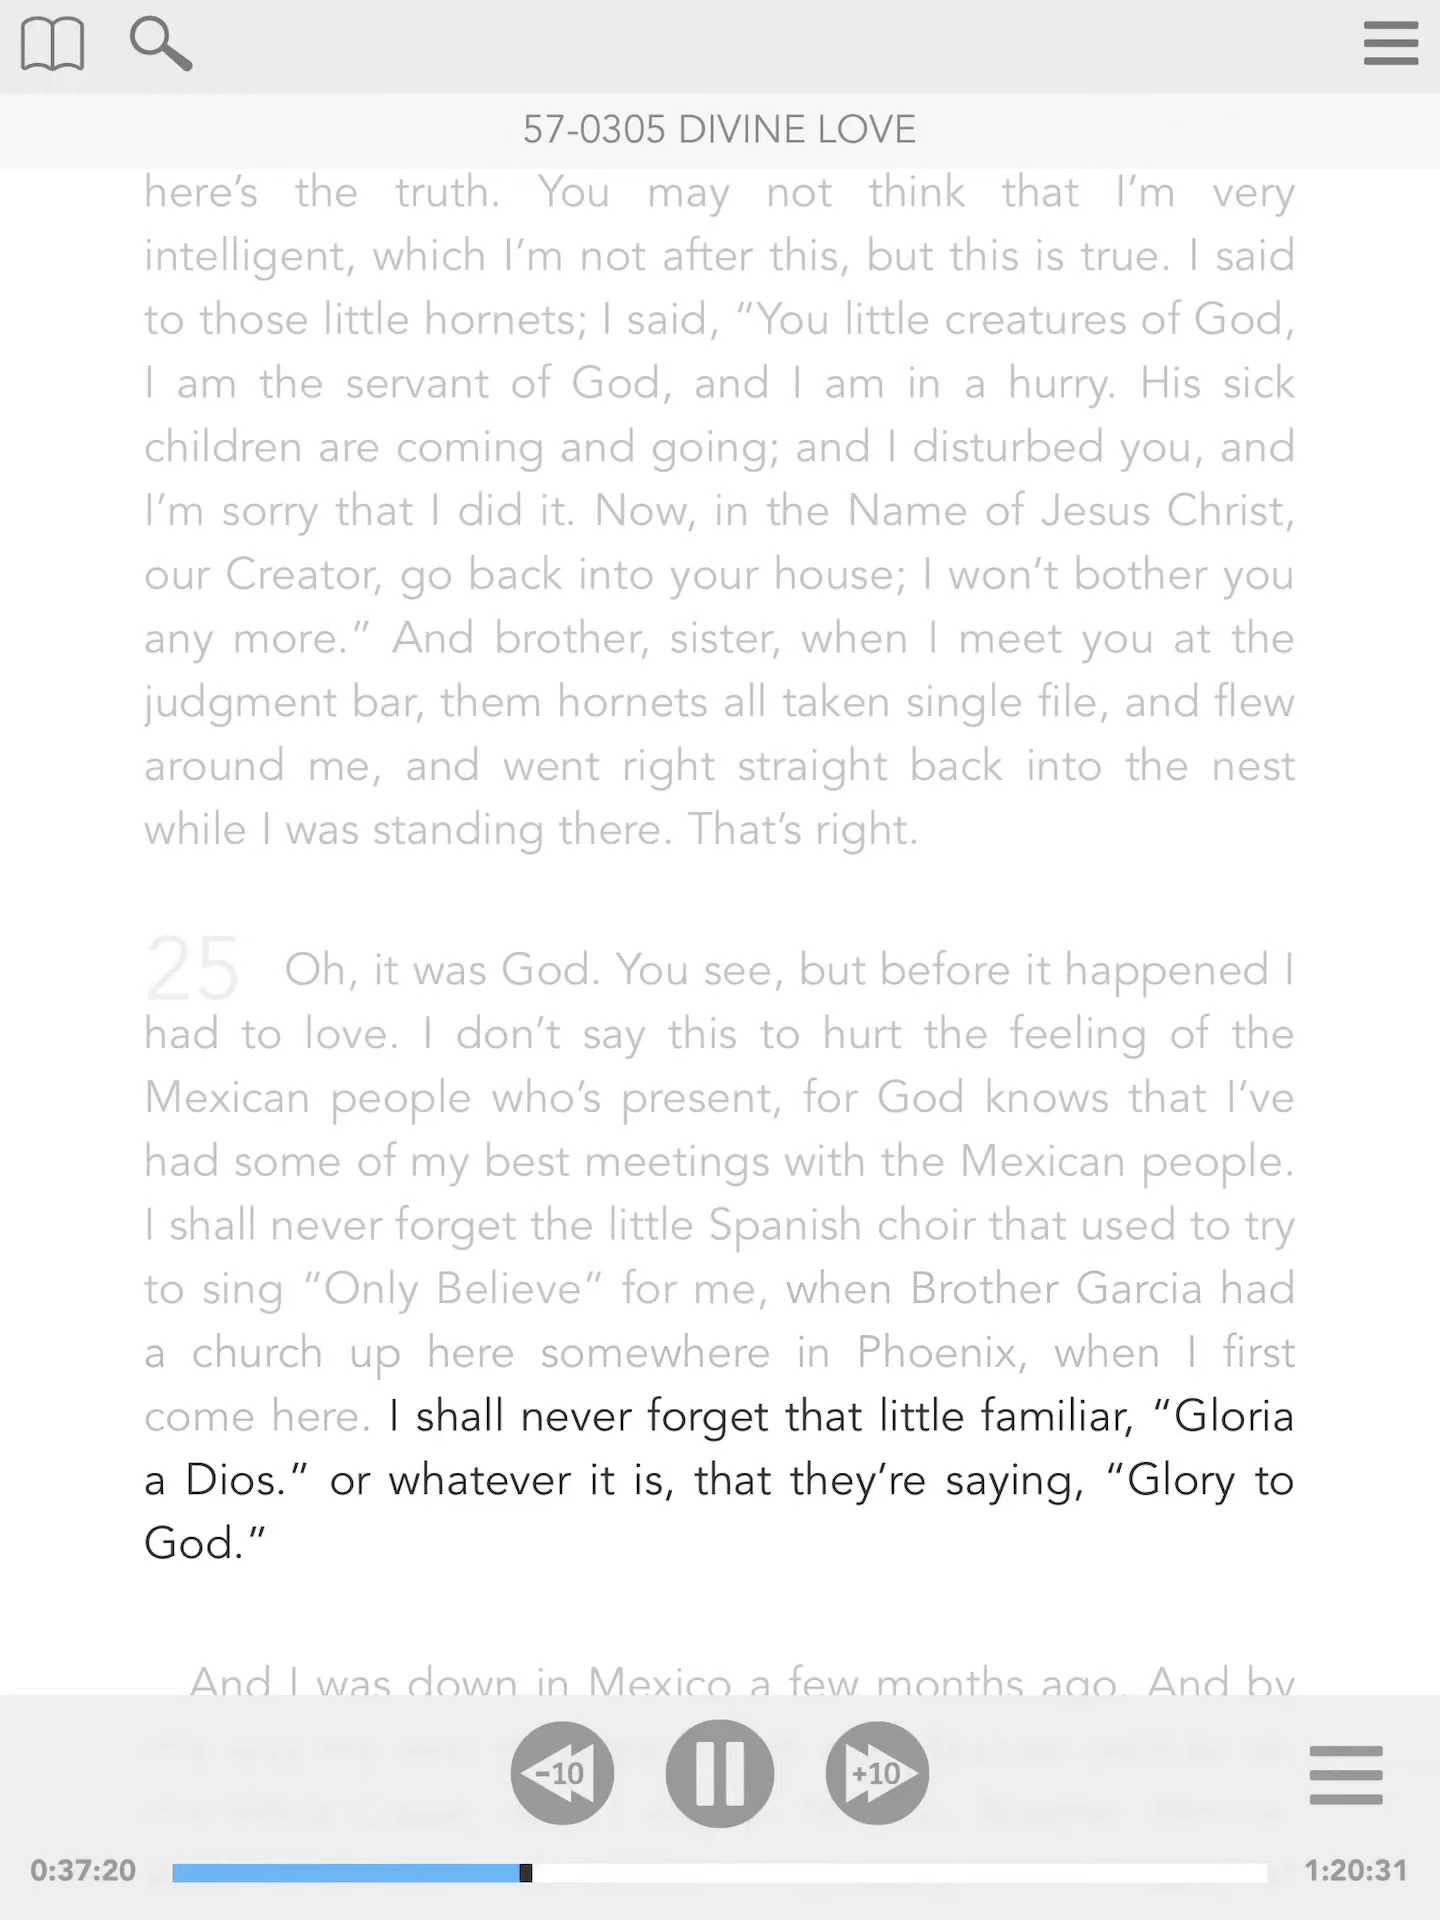 57-0305 DIVINE LOVE
here’s the truth. You may not think that I’m very
intelligent, which I’m not after this, but this is true. I said
to those little hornets; I said, “You little creatures of God,
I am the servant of God, and I am in a hurry. His sick
children are coming and going; and I disturbed you, and
I’m sorry that I did it. Now, in the Name of Jesus Christ,
our Creator, go back into your house; I won’t bother you
any more.” And brother, sister, when I meet you at the
judgment bar, them hornets all taken single file, and flew
around me, and went right straight back into the nest
while I was standing there. That’s right.
25 Oh, it was God. You see, but before it happened I
had to love. I don’t say this to hurt the feeling of the
Mexican people who’s present, for God knows that I’ve
had some of my best meetings with the Mexican people.
I shall never forget the little Spanish choir that used to try
to sing “Only Believe” for me, when Brother Garcia had
a church up here somewhere in Phoenix, when I first
come here. I shall never forget that little familiar, “Gloria
a Dios.” or whatever it is, that they’re saying, “Glory to
God.”
And I was down in Mexico a few months ago. And by
-10
+10
0:37:20
1:20:31